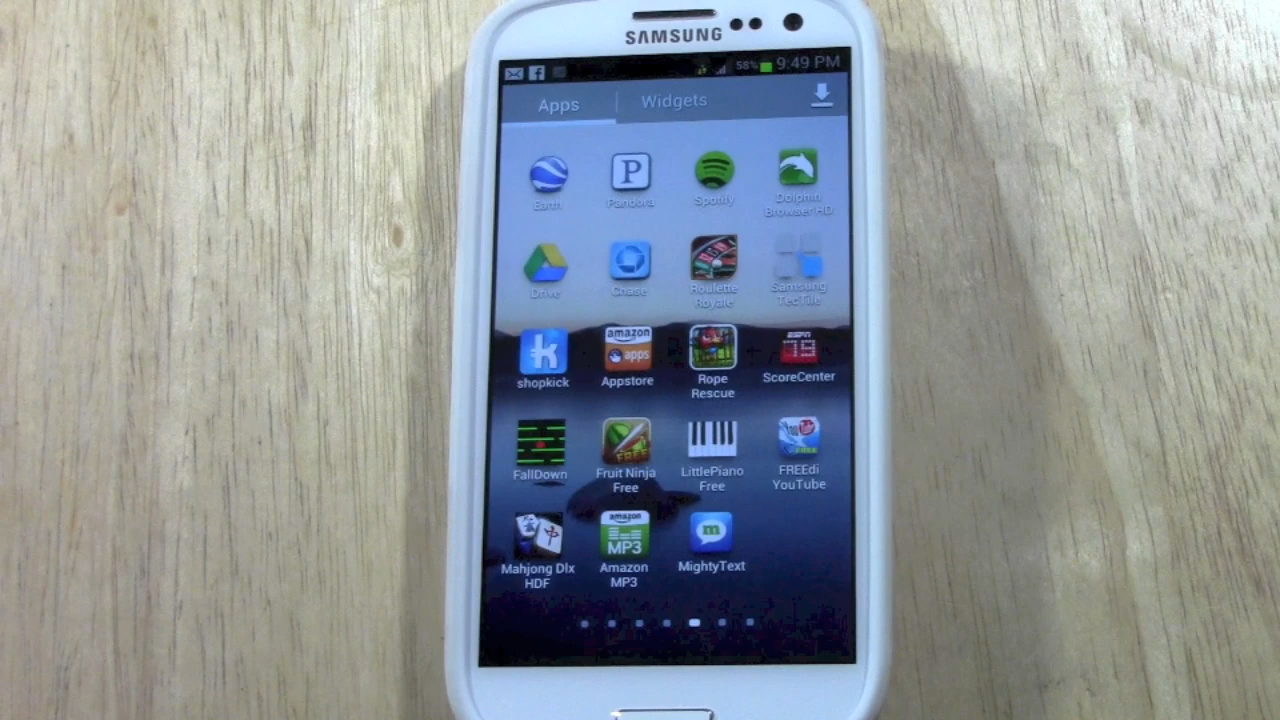 SAMSUNG
58% 9:49 PM
Apps Widgets
Earth
Pandora
Spotify
Dolphin
Browser HD
Drive
Chase
Roulette
Royale
Samsung
TecTile
shopkick
amazon
apps
Appstore
Rope
Rescue
ESPN
ScoreCenter
FallDown
FREE
Fruit Ninja
Free
LittlePiano
Free
YouTube
FREEdi
YouTube
Mahjong Dlx
HDF
amazon
MP3
Amazon
MP3
m
MightyText